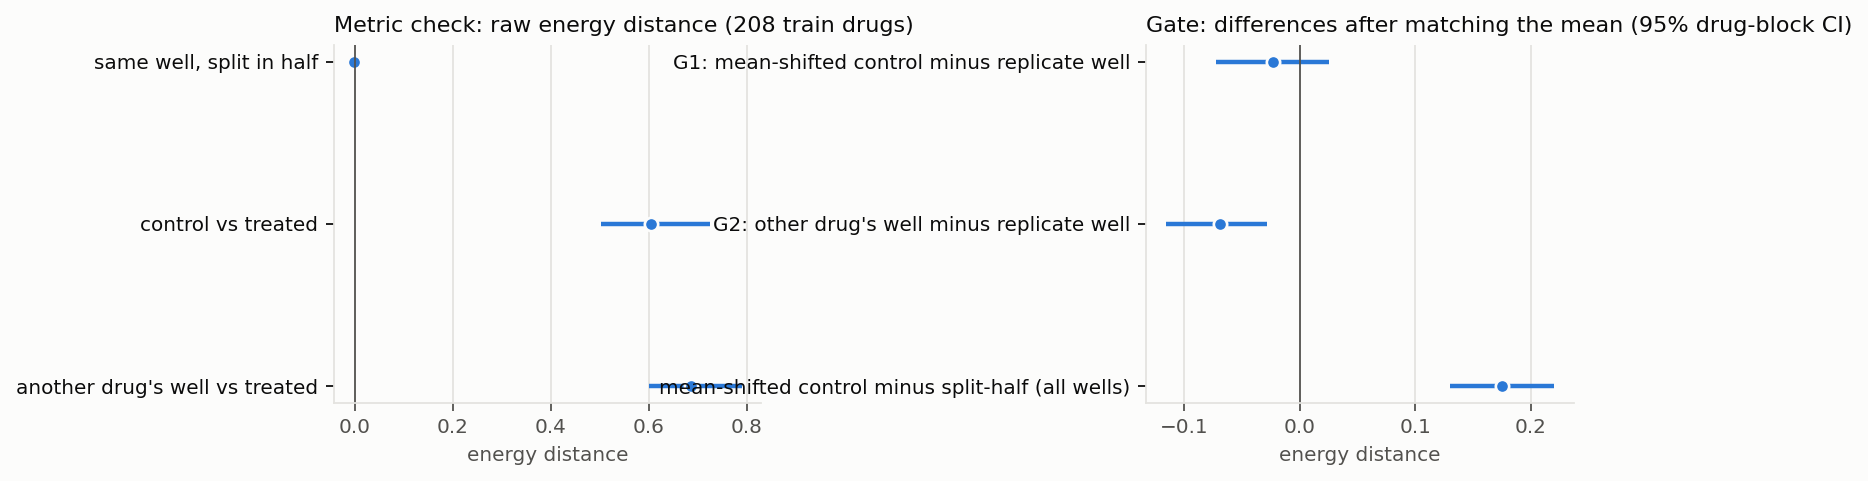 Metric check: raw energy distance (208 train drugs)
same well, split in half
control vs treated
another drug's well vs treated
0.0 0.2 0.4 0.6 0.8
energy distance
Gate: differences after matching the mean (95% drug-block CI)
G1: mean-shifted control minus replicate well
G2: other drug's well minus replicate well
mean-shifted control minus split-half (all wells)
−0.1 0.0 0.1 0.2
energy distance